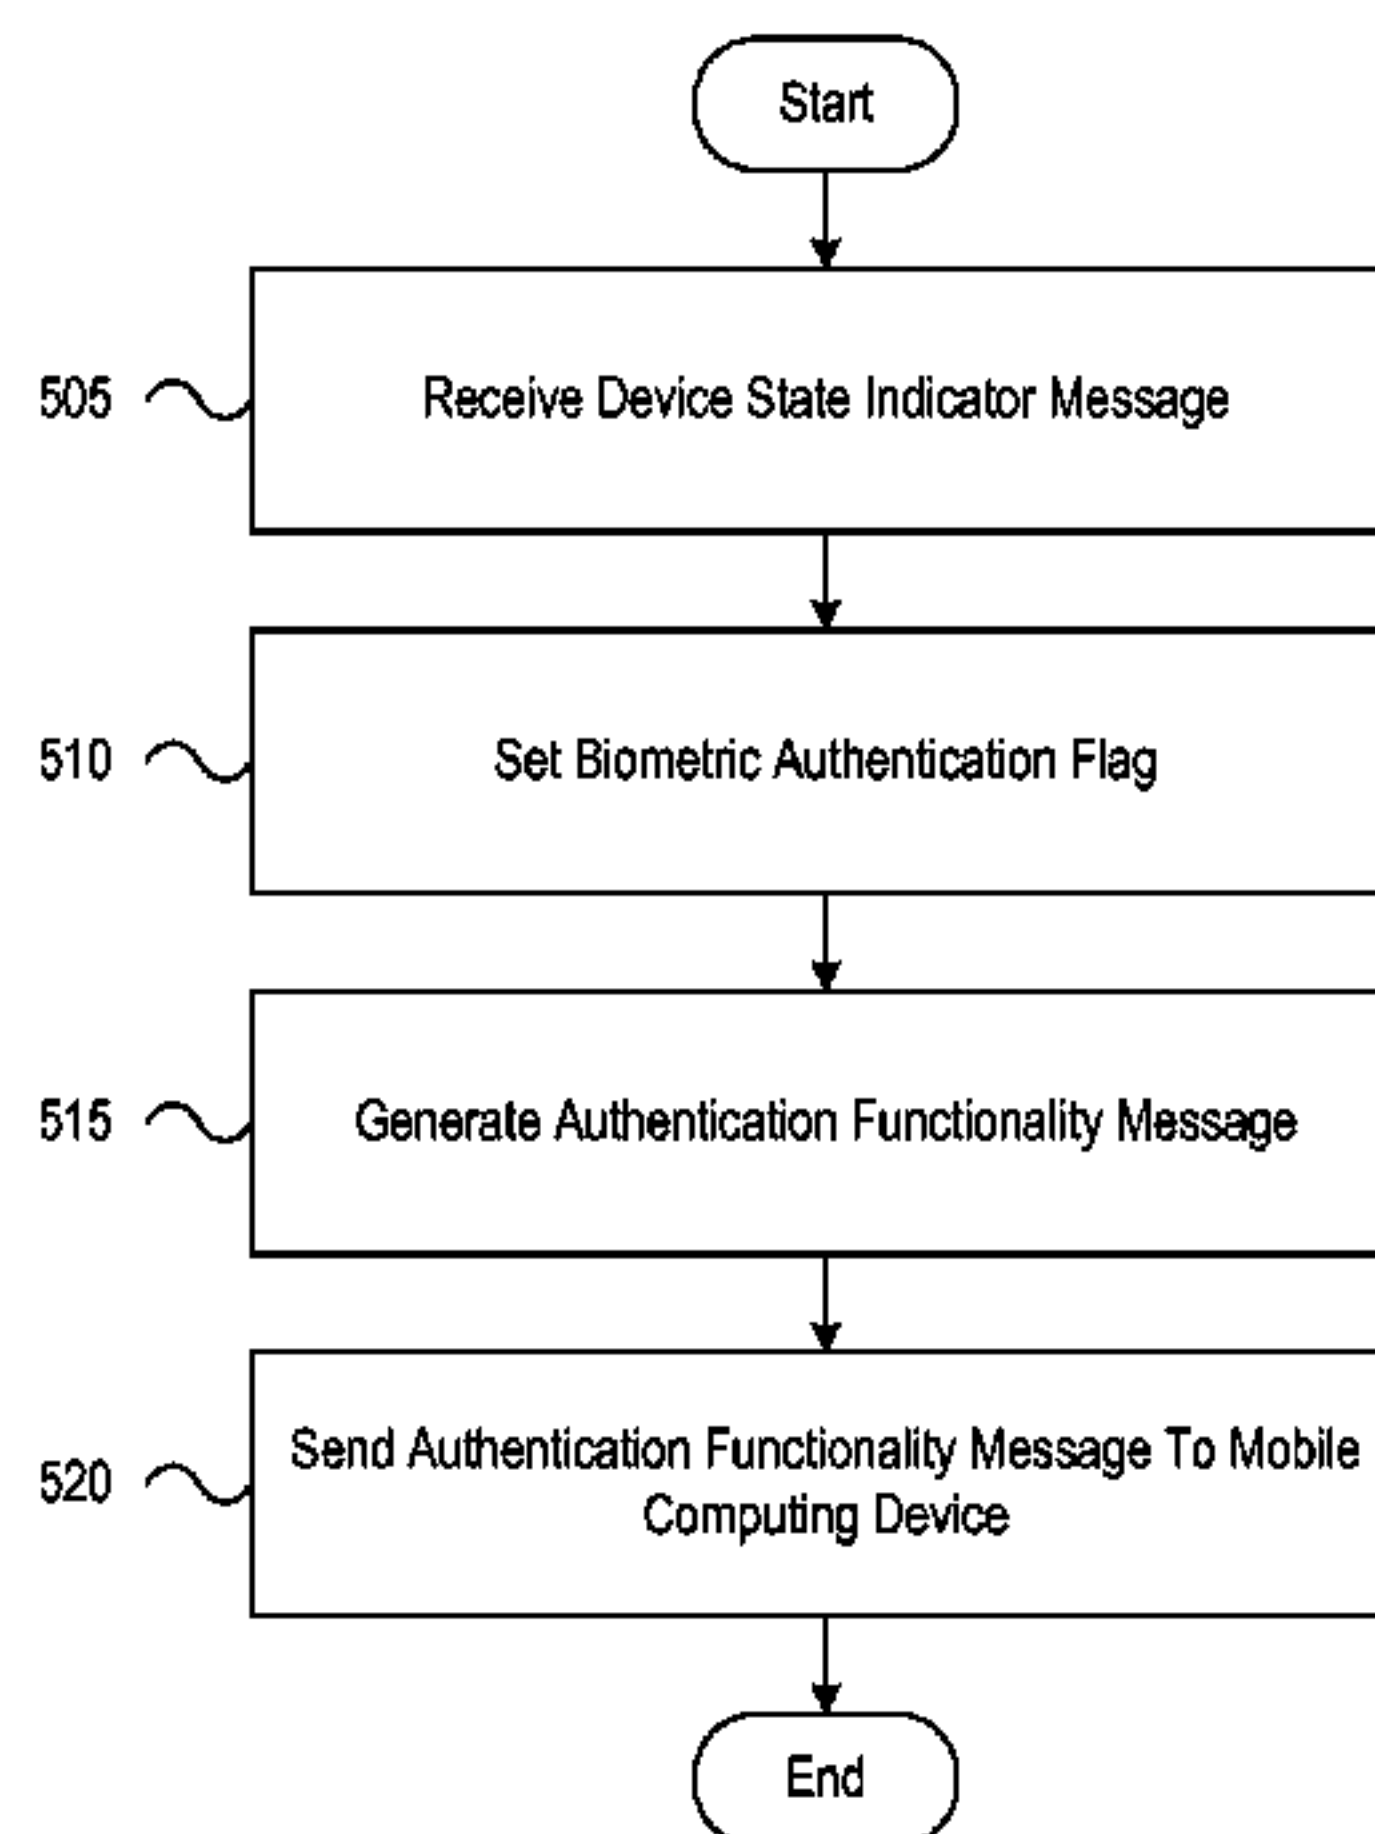 Start
505
Receive Device State Indicator Message
510
Set Biometric Authentication Flag
515
Generate Authentication Functionality Message
520
Send Authentication Functionality Message To Mobile
Computing Device
End